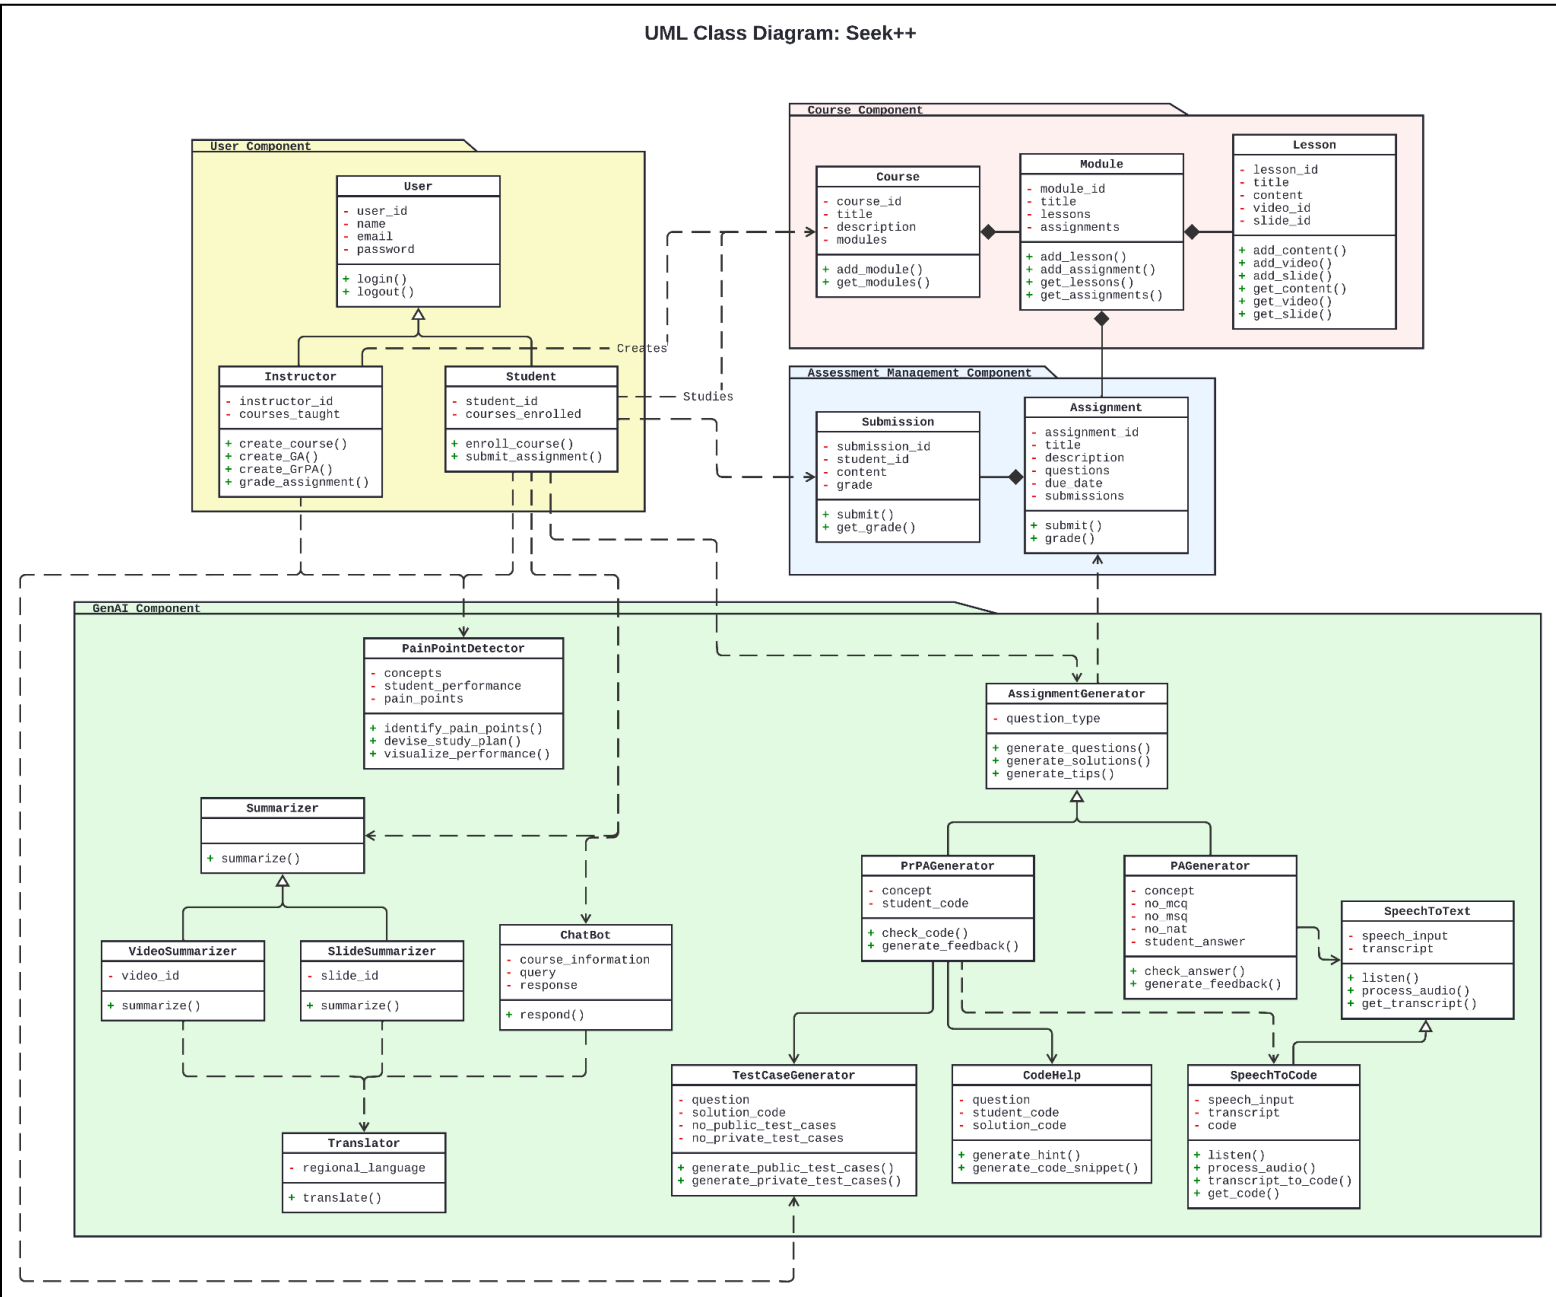 UML Class Diagram: Seek++
User Component
User
- user_id
- name
- email
- password
+ login()
+ logout()
Instructor
- instructor_id
- courses_taught
+ create_course()
+ create_GA()
+ create_GrPA()
+ grade_assignment()
Student
- student_id
- courses_enrolled
+ enroll_course()
+ submit_assignment()
Creates
Studies
Course Component
Course
- course_id
- title
- description
- modules
+ add_module()
+ get_modules()
Module
- module_id
- title
- lessons
- assignments
+ add_lesson()
+ add_assignment()
+ get_lessons()
+ get_assignments()
Lesson
- lesson_id
- title
- content
- video_id
- slide_id
+ add_content()
+ add_video()
+ add_slide()
+ get_content()
+ get_video()
+ get_slide()
Assessment Management Component
Submission
- submission_id
- student_id
- content
- grade
+ submit()
+ get_grade()
Assignment
- assignment_id
- title
- description
- questions
- due_date
- submissions
+ submit()
+ grade()
GenAI Component
PainPointDetector
- concepts
- student_performance
- pain_points
+ identify_pain_points()
+ devise_study_plan()
+ visualize_performance()
AssignmentGenerator
- question_type
+ generate_questions()
+ generate_solutions()
+ generate_tips()
Summarizer
+ summarize()
VideoSummarizer
- video_id
+ summarize()
SlideSummarizer
- slide_id
+ summarize()
ChatBot
- course_information
- query
- response
+ respond()
Translator
- regional_language
+ translate()
PrPAGenerator
- concept
- student_code
+ check_code()
+ generate_feedback()
PAGenerator
- concept
- no_mcq
- no_msq
- no_nat
- student_answer
+ check_answer()
+ generate_feedback()
SpeechToText
- speech_input
- transcript
+ listen()
+ process_audio()
+ get_transcript()
TestCaseGenerator
- question
- solution_code
- no_public_test_cases
- no_private_test_cases
+ generate_public_test_cases()
+ generate_private_test_cases()
CodeHelp
- question
- student_code
- solution_code
+ generate_hint()
+ generate_code_snippet()
SpeechToCode
- speech_input
- transcript
- code
+ listen()
+ process_audio()
+ transcript_to_code()
+ get_code()